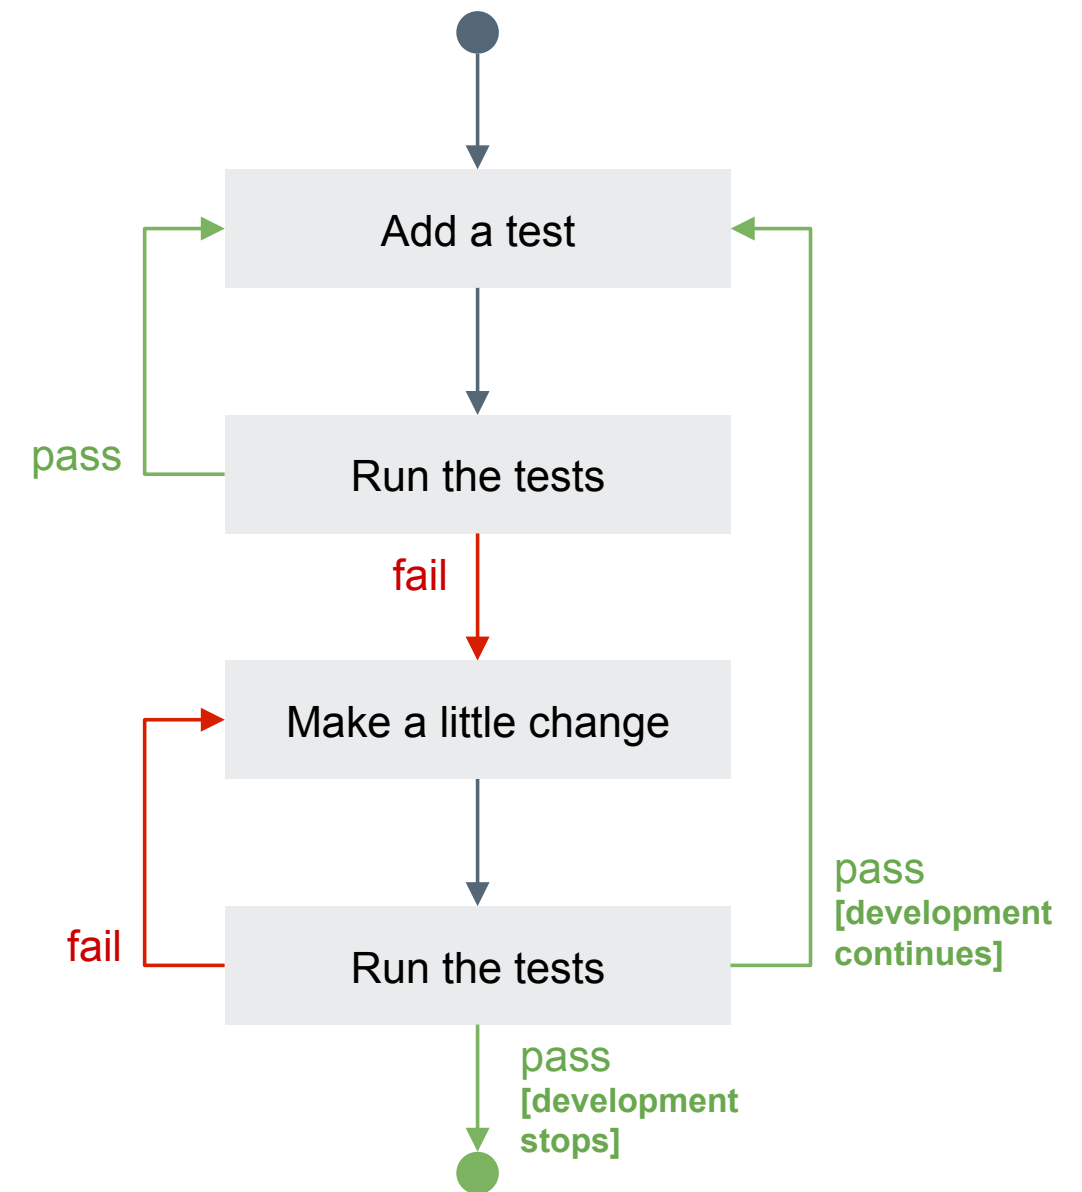 Add a test
pass
Run the tests
fail
Make a little change
pass
[development
continues]
fail
Run the tests
pass
[development
stops]